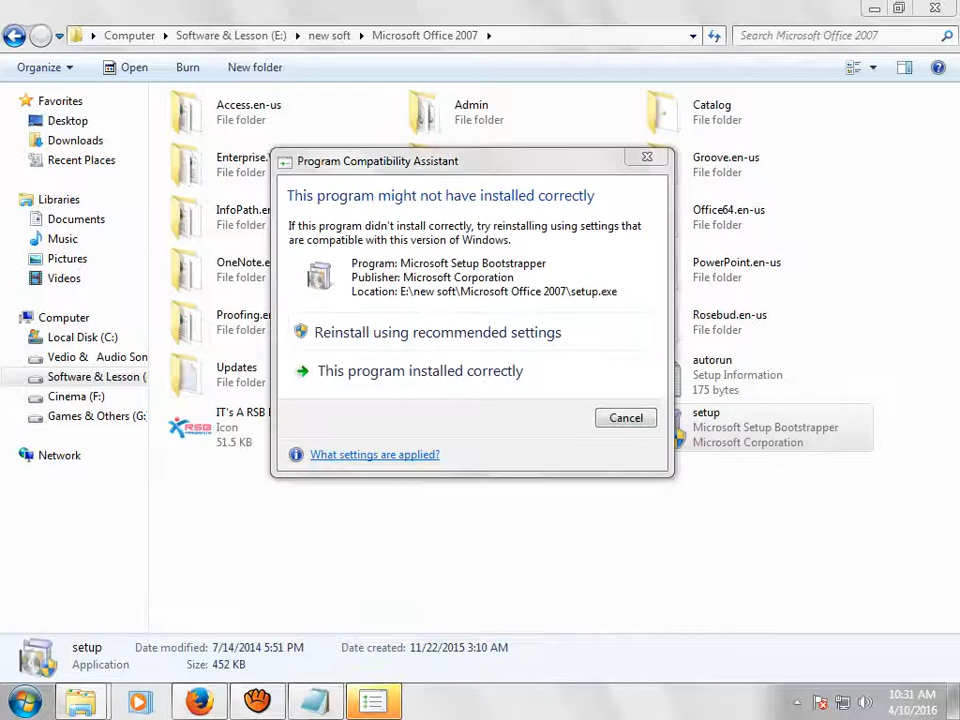 Computer
Software & Lesson (E:)
new soft
Microsoft Office 2007
Search Microsoft Office 2007
Organize
Open
Burn
New folder
Favorites
Desktop
Downloads
Recent Places
Libraries
Documents
Music
Pictures
Videos
Computer
Local Disk (C:)
Vedio & Audio Son
Software & Lesson (
Cinema (F:)
Games & Others (G:
Network
Access.en-us
File folder
Admin
File folder
Catalog
File folder
Enterprise.
File folder
Groove.en-us
File folder
InfoPath.en
File folder
Office64.en-us
File folder
OneNote.e
File folder
PowerPoint.en-us
File folder
Proofing.e
File folder
Rosebud.en-us
File folder
Updates
File folder
autorun
Setup Information
175 bytes
IT'S A RSB
Icon
51.5 KB
RSB
setup
Microsoft Setup Bootstrapper
Microsoft Corporation
Program Compatibility Assistant
This program might not have installed correctly
If this program didn't install correctly, try reinstalling using settings that
are compatible with this version of Windows.
Program: Microsoft Setup Bootstrapper
Publisher: Microsoft Corporation
Location: E:\new soft\Microsoft Office 2007\setup.exe
Reinstall using recommended settings
This program installed correctly
Cancel
What settings are applied?
setup
Date modified: 7/14/2014 5:51 PM
Date created: 11/22/2015 3:10 AM
Application
Size: 452 KB
10:31 AM
4/10/2016